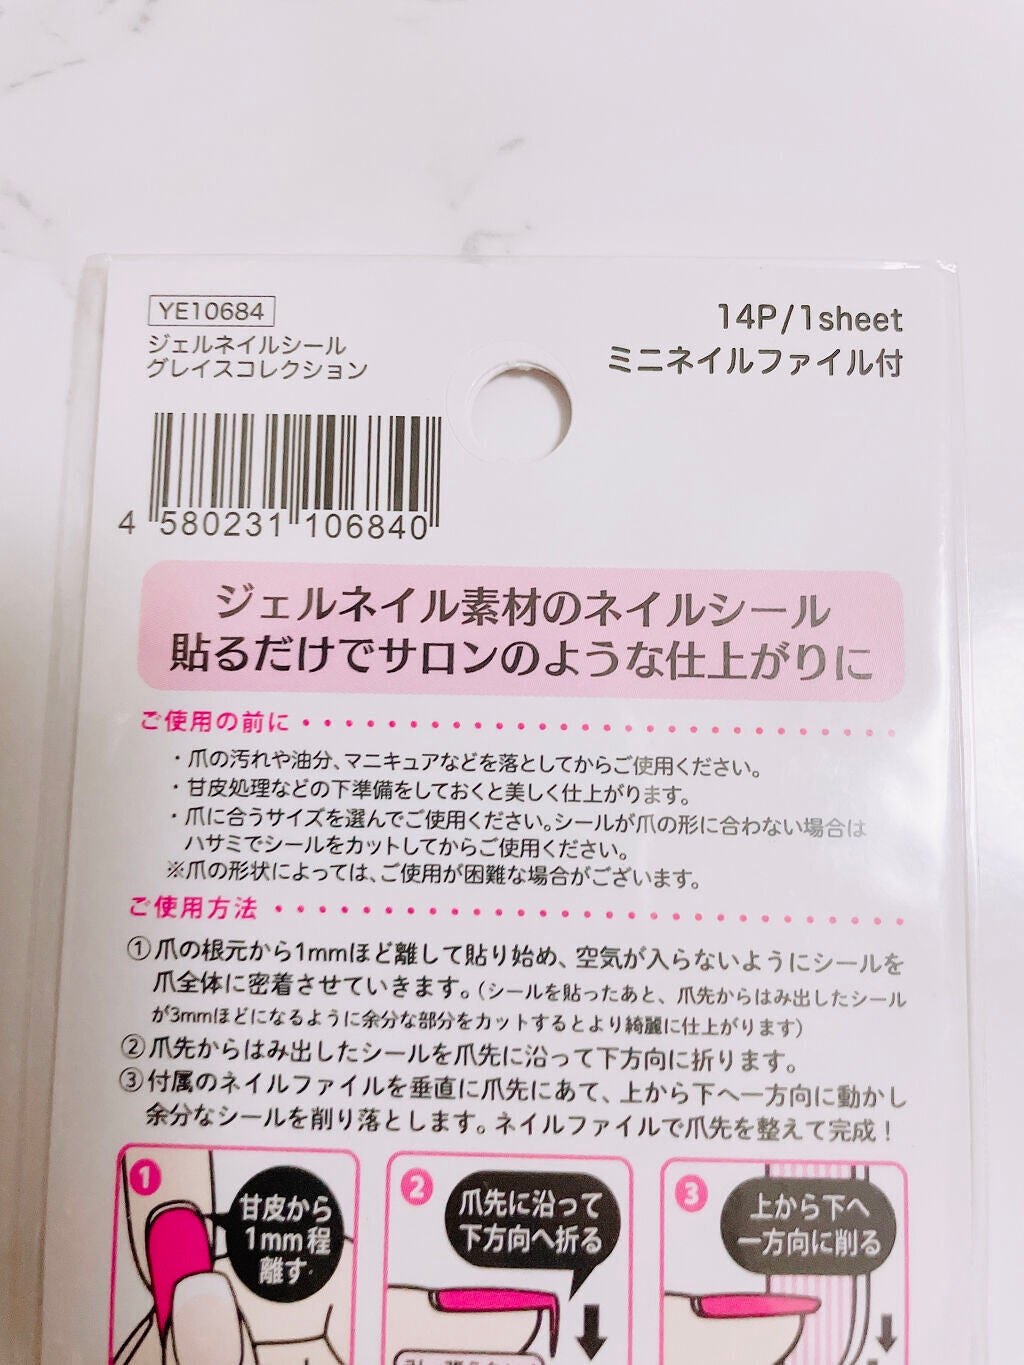 YE10684
ジェルネイルシール
グレイスコレクション
14P/1sheet
ミニネイルファイル付
4 580231 106840
ジェルネイル素材のネイルシール
貼るだけでサロンのような仕上がりに
ご使用の前に
・爪の汚れや油分、マニキュアなどを落としてからご使用ください。
・甘皮処理などの下準備をしておくと美しく仕上がります。
・爪に合うサイズを選んでご使用ください。シールが爪の形に合わない場合は
ハサミでシールをカットしてからご使用ください。
※爪の形状によっては、ご使用が困難な場合がございます。
ご使用方法
①爪の根元から1mmほど離して貼り始め、空気が入らないようにシールを
爪全体に密着させていきます。（シールを貼ったあと、爪先からはみ出したシール
が3mmほどになるように余分な部分をカットするとより綺麗に仕上がります）
②爪先からはみ出したシールを爪先に沿って下方向に折ります。
③付属のネイルファイルを垂直に爪先にあて、上から下へ一方向に動かし
余分なシールを削り落とします。ネイルファイルで爪先を整えて完成！
1
甘皮から
1mm程
離す
2
爪先に沿って
下方向へ折る
3
上から下へ
一方向に削る